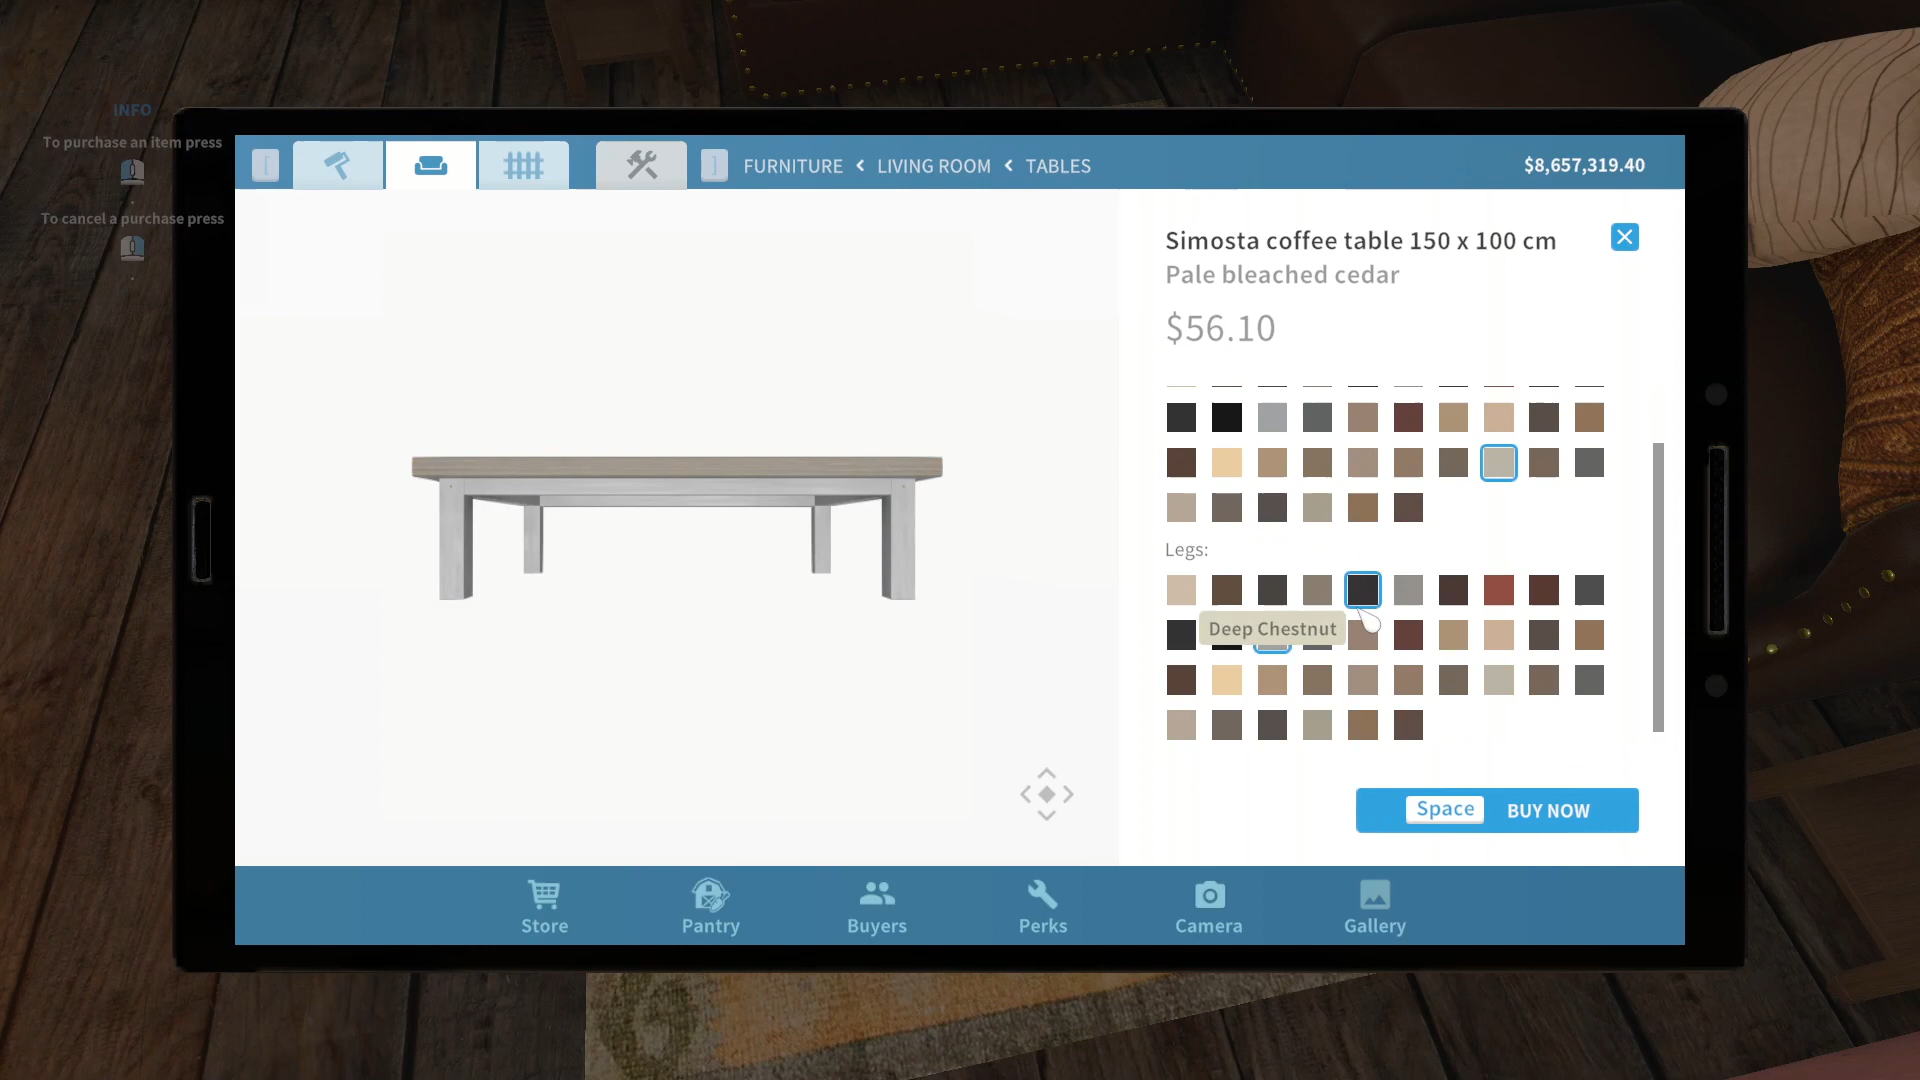 INFO
To purchase an item press
To cancel a purchase press
[
]
FURNITURE < LIVING ROOM < TABLES
$8,657,319.40
Simosta coffee table 150 x 100 cm
Pale bleached cedar
$56.10
Legs:
Deep Chestnut
Space BUY NOW
Store
Pantry
Buyers
Perks
Camera
Gallery